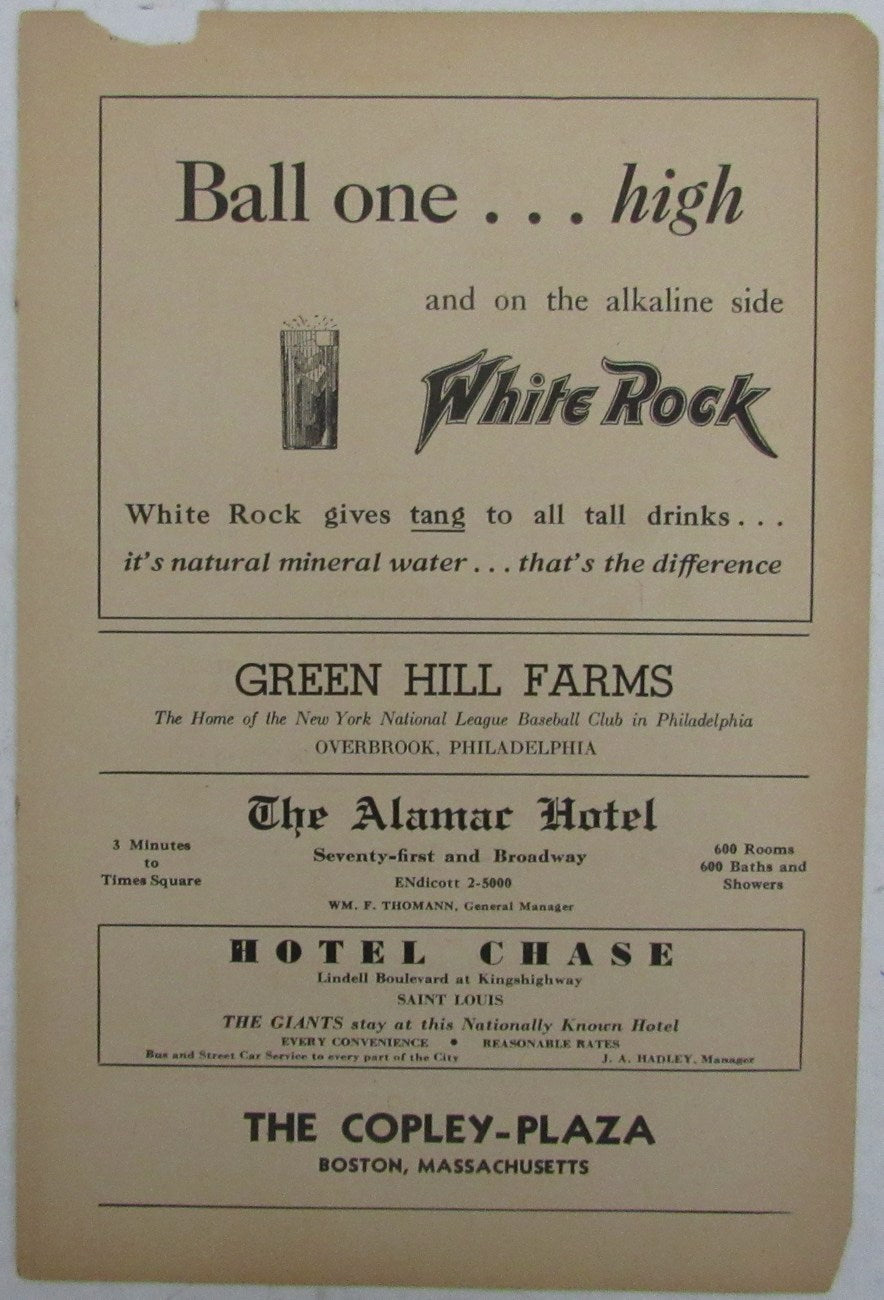 Ball one . . . high
and on the alkaline side
White Rock
White Rock gives tang to all tall drinks . . .
it's natural mineral water . . . that's the difference
GREEN HILL FARMS
The Home of the New York National League Baseball Club in Philadelphia
OVERBROOK, PHILADELPHIA
The Alamac Hotel
3 Minutes
to
Times Square
Seventy-first and Broadway
ENdicott 2-5000
WM. F. THOMANN, General Manager
600 Rooms
600 Baths and
Showers
HOTEL CHASE
Lindell Boulevard at Kingshighway
SAINT LOUIS
THE GIANTS stay at this Nationally Known Hotel
EVERY CONVENIENCE • REASONABLE RATES
Bus and Street Car Service to every part of the City J. A. HADLEY, Manager
THE COPLEY-PLAZA
BOSTON, MASSACHUSETTS